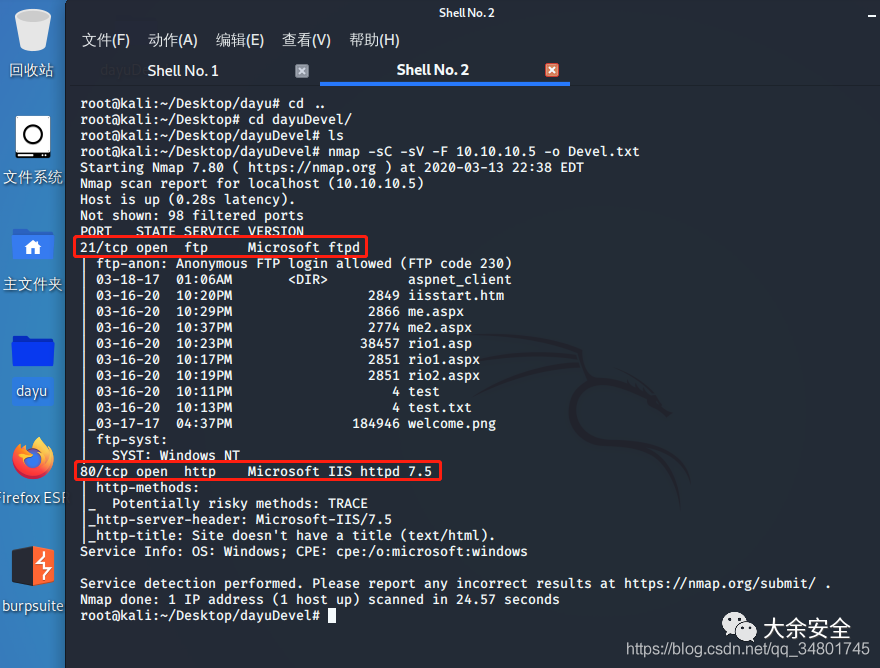 Shell No. 2
文件(F) 动作(A) 编辑(E) 查看(V) 帮助(H)
Shell No. 1
Shell No. 2
root@kali:~/Desktop/dayu# cd ..
root@kali:~/Desktop# cd dayuDevel/
root@kali:~/Desktop/dayuDevel# ls
root@kali:~/Desktop/dayuDevel# nmap -sC -sV -F 10.10.10.5 -o Devel.txt
Starting Nmap 7.80 ( https://nmap.org ) at 2020-03-13 22:38 EDT
Nmap scan report for localhost (10.10.10.5)
Host is up (0.28s latency).
Not shown: 98 filtered ports
PORT   STATE SERVICE VERSION
21/tcp open  ftp     Microsoft ftpd
| ftp-anon: Anonymous FTP login allowed (FTP code 230)
| 03-18-17  01:06AM       <DIR>          aspnet_client
| 03-16-20  10:20PM                 2849 iisstart.htm
| 03-16-20  10:29PM                 2866 me.aspx
| 03-16-20  10:37PM                 2774 me2.aspx
| 03-16-20  10:23PM                38457 rio1.asp
| 03-16-20  10:17PM                 2851 rio1.aspx
| 03-16-20  10:19PM                 2851 rio2.aspx
| 03-16-20  10:11PM                    4 test
| 03-16-20  10:13PM                    4 test.txt
|_03-17-17  04:37PM               184946 welcome.png
| ftp-syst:
|   SYST: Windows_NT
80/tcp open  http    Microsoft IIS httpd 7.5
| http-methods:
|_  Potentially risky methods: TRACE
|_http-server-header: Microsoft-IIS/7.5
|_http-title: Site doesn't have a title (text/html).
Service Info: OS: Windows; CPE: cpe:/o:microsoft:windows
Service detection performed. Please report any incorrect results at https://nmap.org/submit/ .
Nmap done: 1 IP address (1 host up) scanned in 24.57 seconds
root@kali:~/Desktop/dayuDevel#
回收站
文件系统
主文件夹
dayu
Firefox ESR
burpsuite
大余安全
https://blog.csdn.net/qq_34801745